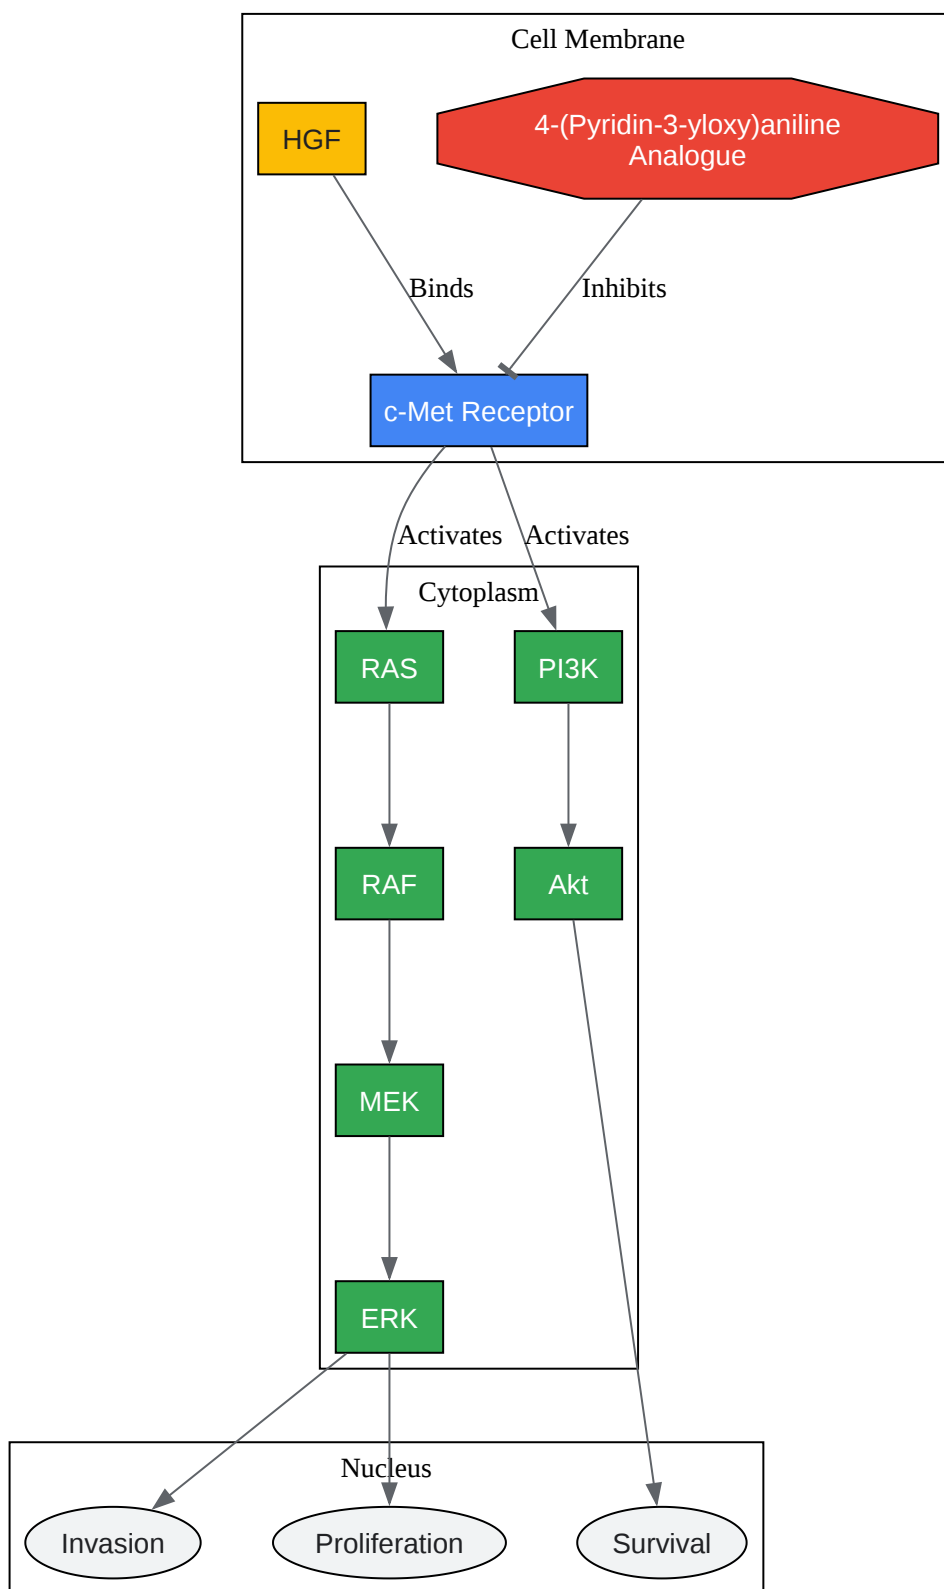 Cell Membrane
HGF
4-(Pyridin-3-yloxy)aniline
Analogue
Binds
Inhibits
c-Met Receptor
Activates
Activates
Cytoplasm
RAS
PI3K
RAF
Akt
MEK
ERK
Nucleus
Invasion
Proliferation
Survival